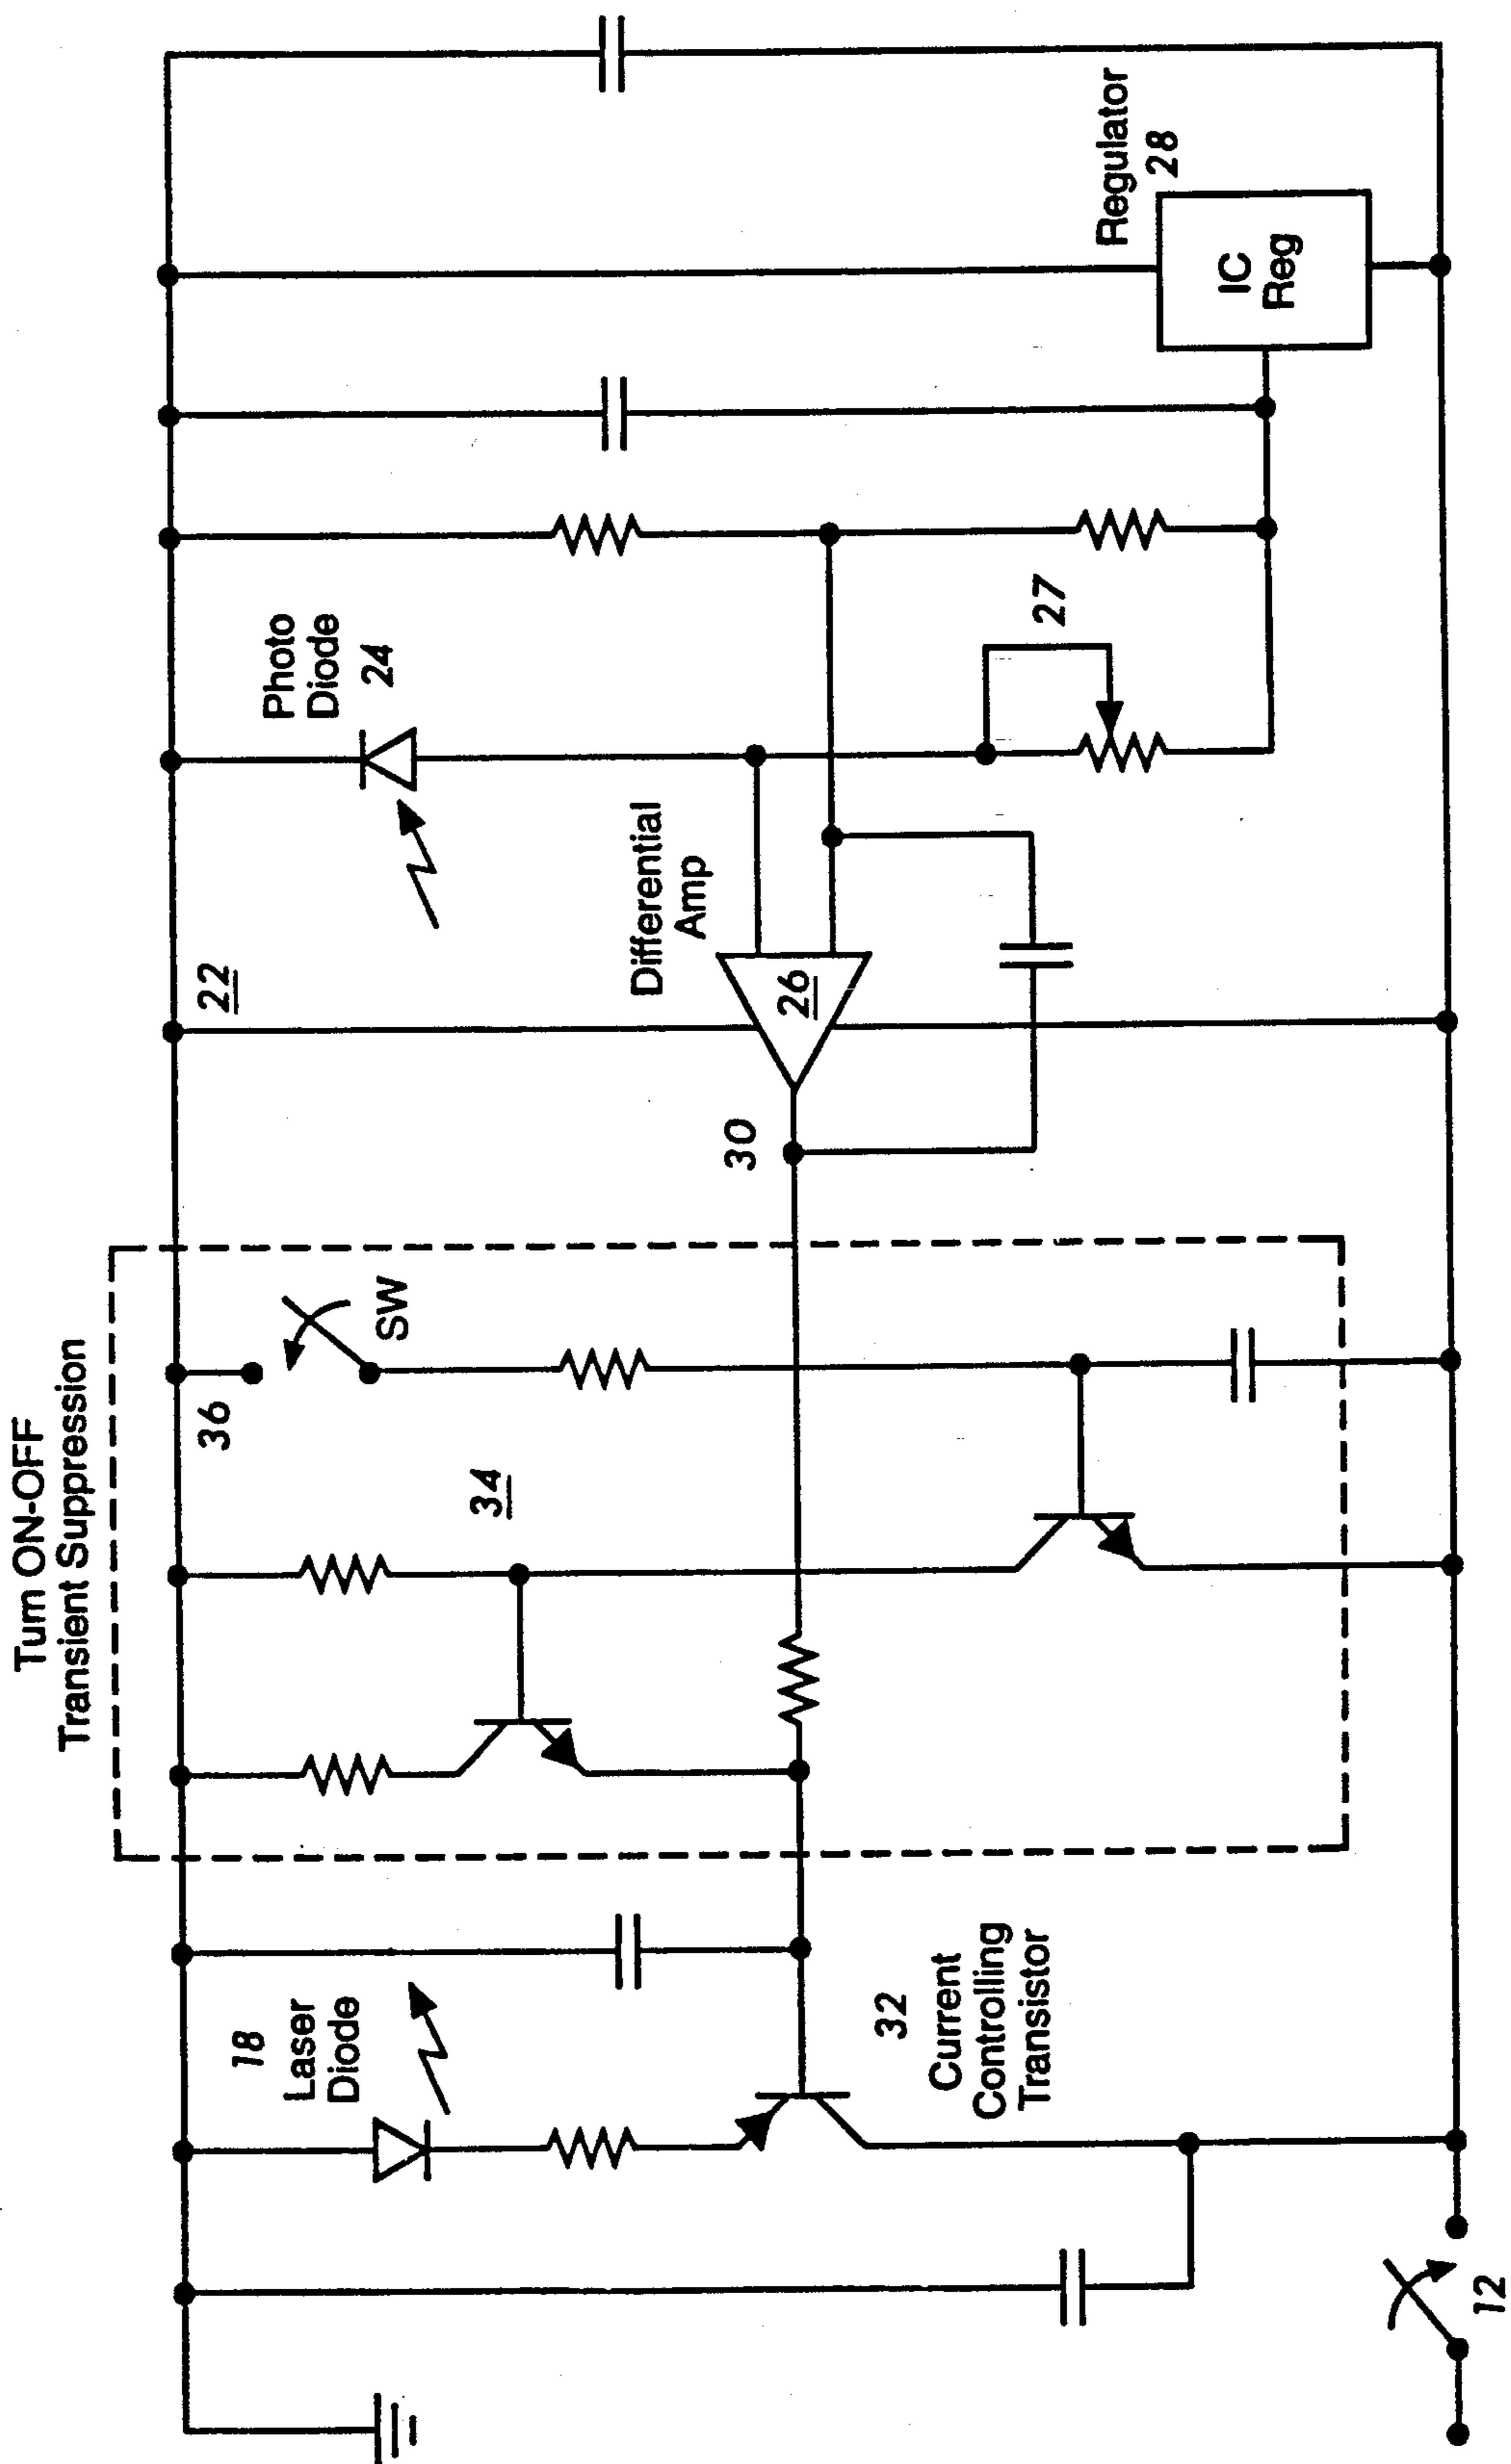 Turn ON-OFF
Transient Suppression
18
Laser
Diode
32
Current
Controlling
Transistor
12
36
SW
34
22
30
Differential
Amp
26
Photo
Diode
24
27
Regulator
28
IC
Reg